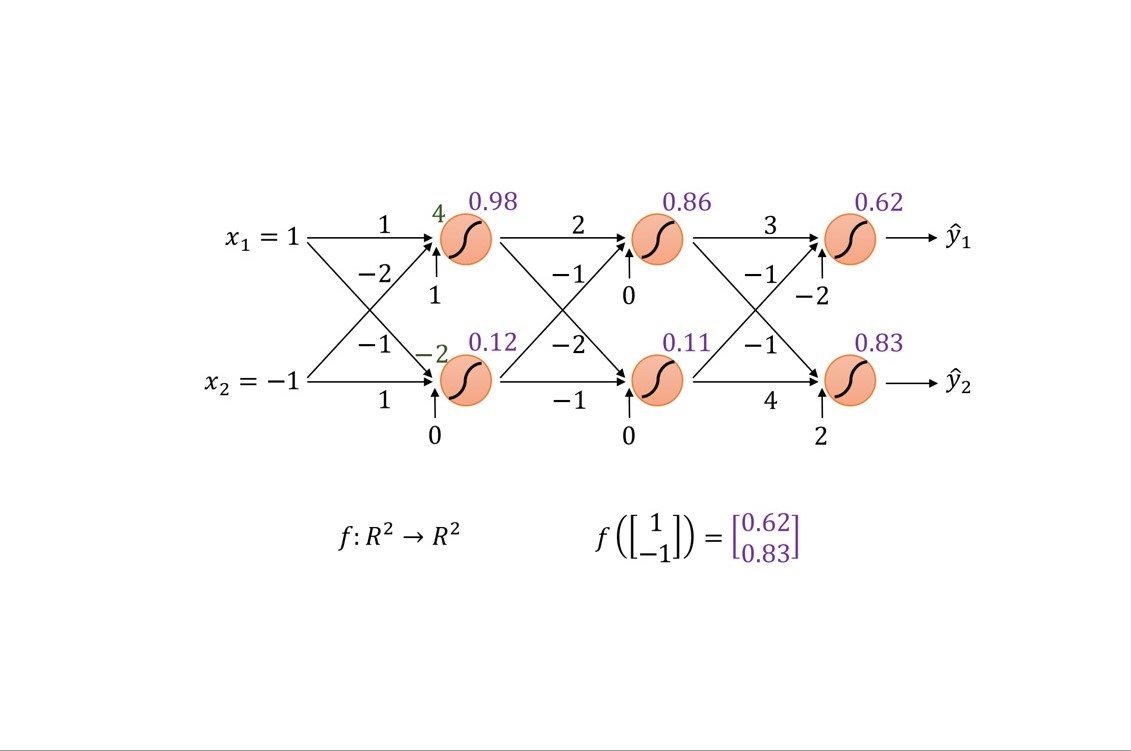 0.98 0.86 0.62
4
x₁ = 1 1 2 3 ŷ₁
−2 −1 −1
1 0 −2
−1 −2 −1
−2 0.12 0.11 0.83
x₂ = −1 1 −1 4 ŷ₂
0 0 2
f: R² → R² f([1 −1]) = [0.62 0.83]